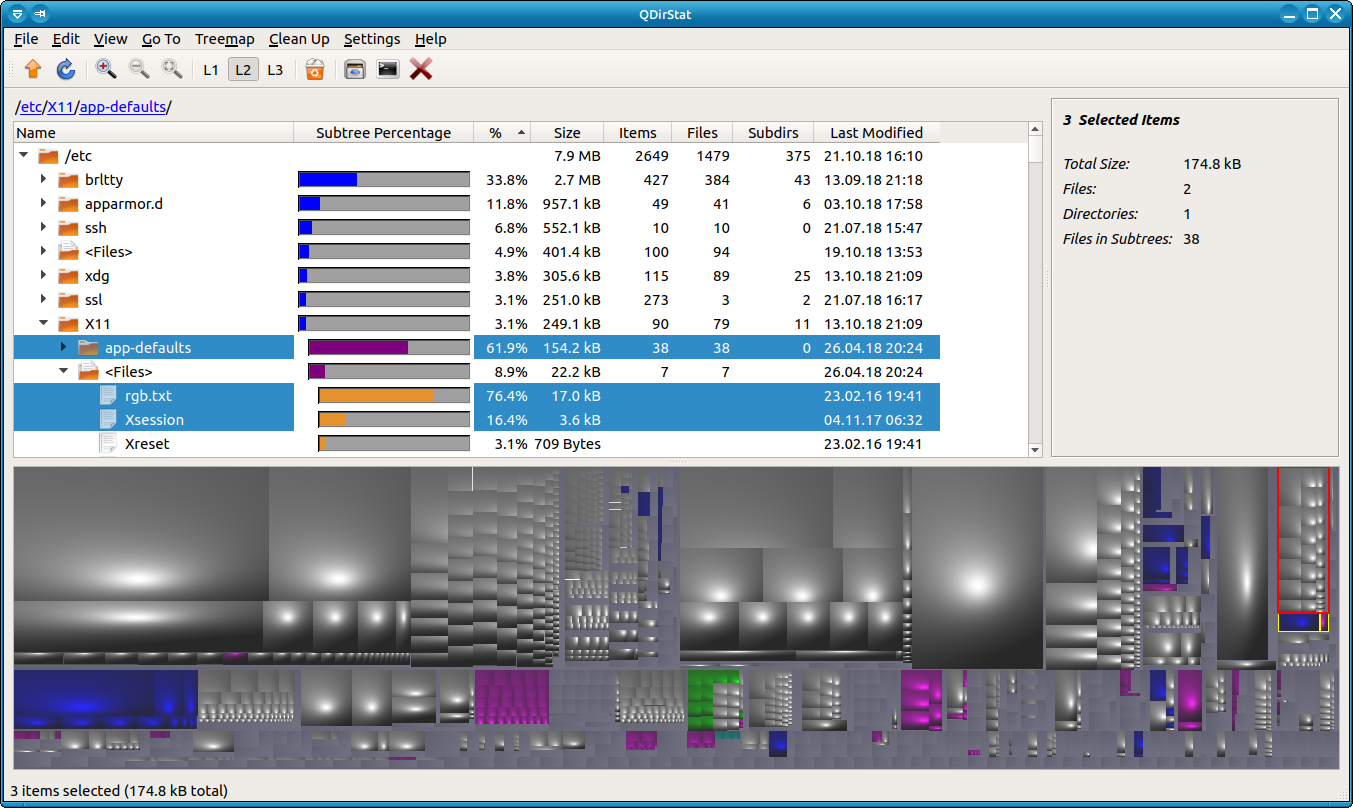 QDirStat
File Edit View Go To Treemap Clean Up Settings Help
L1 L2 L3
/etc/X11/app-defaults/
Name Subtree Percentage % Size Items Files Subdirs Last Modified
/etc 7.9 MB 2649 1479 375 21.10.18 16:10
brltty 33.8% 2.7 MB 427 384 43 13.09.18 21:18
apparmor.d 11.8% 957.1 kB 49 41 6 03.10.18 17:58
ssh 6.8% 552.1 kB 10 10 0 21.07.18 15:47
<Files> 4.9% 401.4 kB 100 94 19.10.18 13:53
xdg 3.8% 305.6 kB 115 89 25 13.10.18 21:09
ssl 3.1% 251.0 kB 273 3 2 21.07.18 16:17
X11 3.1% 249.1 kB 90 79 11 13.10.18 21:09
app-defaults 61.9% 154.2 kB 38 38 0 26.04.18 20:24
<Files> 8.9% 22.2 kB 7 7 26.04.18 20:24
rgb.txt 76.4% 17.0 kB 23.02.16 19:41
Xsession 16.4% 3.6 kB 04.11.17 06:32
Xreset 3.1% 709 Bytes 23.02.16 19:41
3 Selected Items
Total Size: 174.8 kB
Files: 2
Directories: 1
Files in Subtrees: 38
3 items selected (174.8 kB total)